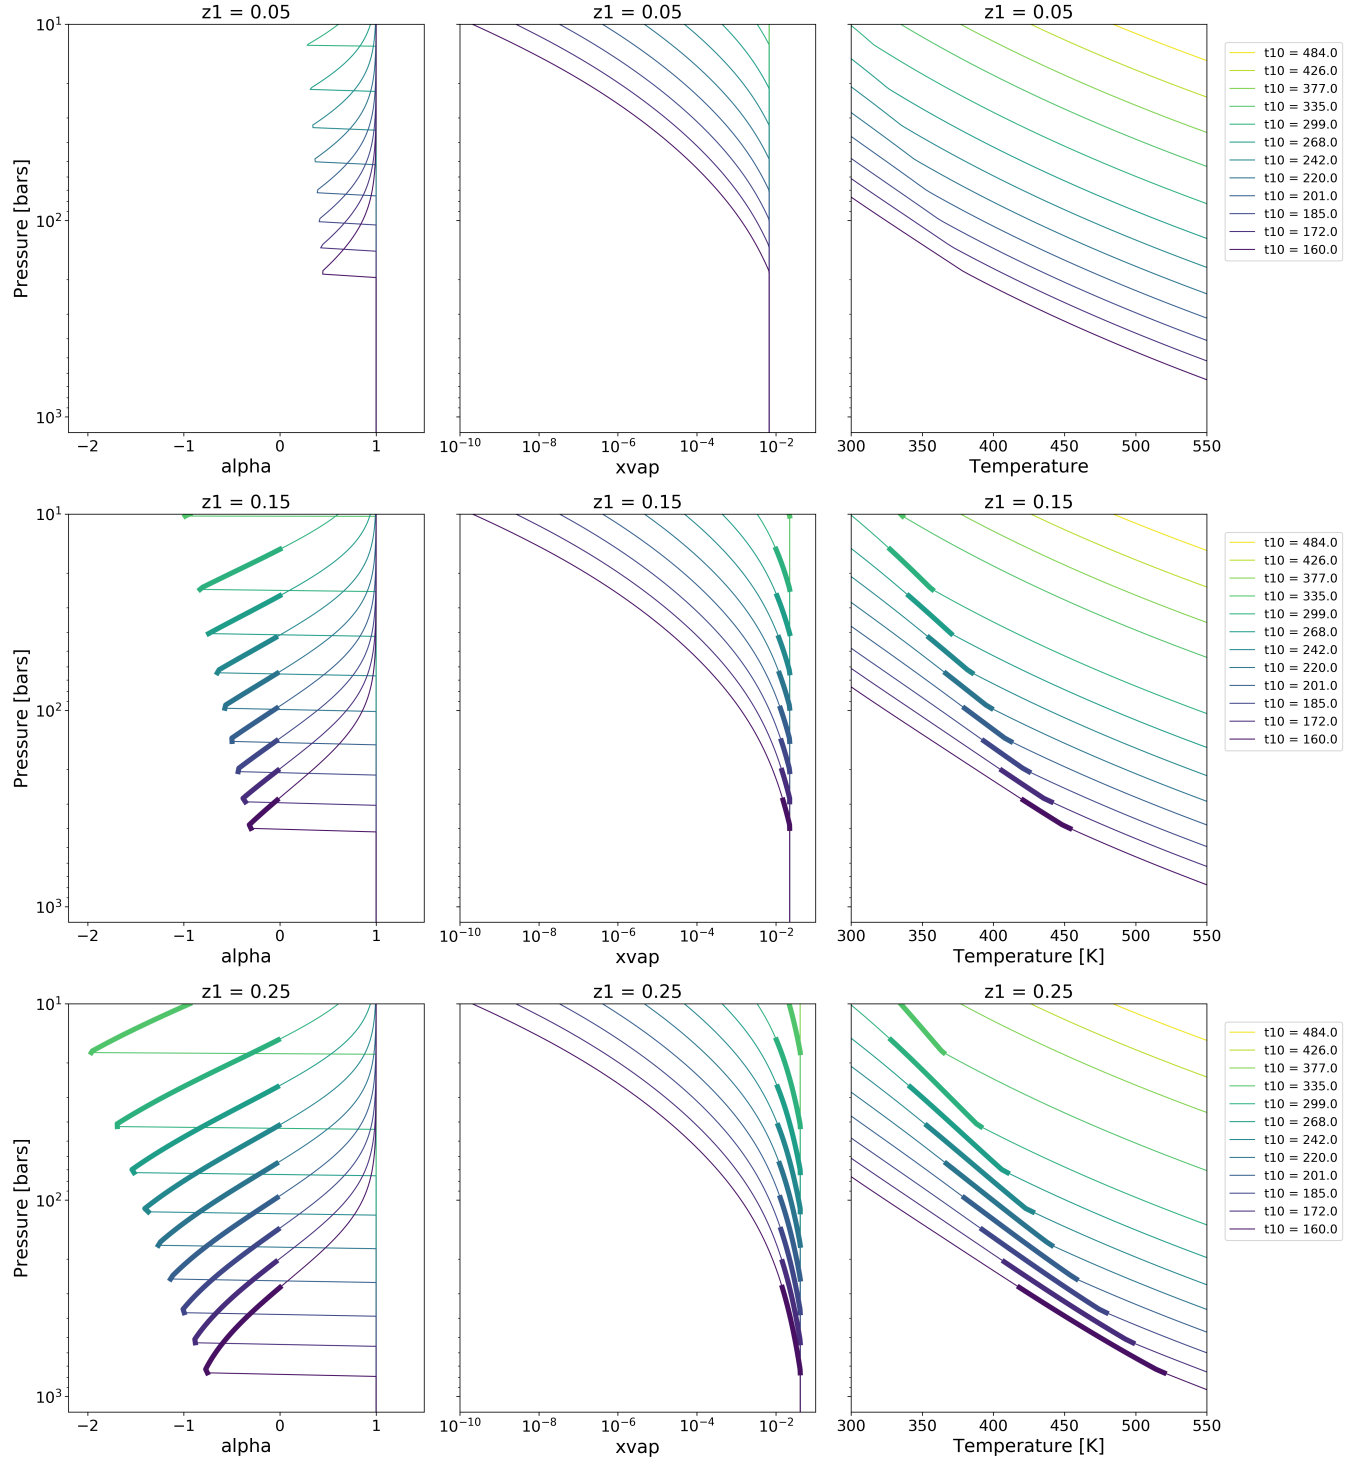 z1 = 0.05
z1 = 0.05
z1 = 0.05
10¹
10²
10³
Pressure [bars]
−2 −1 0 1
alpha
10⁻¹⁰ 10⁻⁸ 10⁻⁶ 10⁻⁴ 10⁻²
xvap
300 350 400 450 500 550
Temperature
t10 = 484.0
t10 = 426.0
t10 = 377.0
t10 = 335.0
t10 = 299.0
t10 = 268.0
t10 = 242.0
t10 = 220.0
t10 = 201.0
t10 = 185.0
t10 = 172.0
t10 = 160.0
z1 = 0.15
z1 = 0.15
z1 = 0.15
10¹
10²
10³
Pressure [bars]
−2 −1 0 1
alpha
10⁻¹⁰ 10⁻⁸ 10⁻⁶ 10⁻⁴ 10⁻²
xvap
300 350 400 450 500 550
Temperature [K]
t10 = 484.0
t10 = 426.0
t10 = 377.0
t10 = 335.0
t10 = 299.0
t10 = 268.0
t10 = 242.0
t10 = 220.0
t10 = 201.0
t10 = 185.0
t10 = 172.0
t10 = 160.0
z1 = 0.25
z1 = 0.25
z1 = 0.25
10¹
10²
10³
Pressure [bars]
−2 −1 0 1
alpha
10⁻¹⁰ 10⁻⁸ 10⁻⁶ 10⁻⁴ 10⁻²
xvap
300 350 400 450 500 550
Temperature [K]
t10 = 484.0
t10 = 426.0
t10 = 377.0
t10 = 335.0
t10 = 299.0
t10 = 268.0
t10 = 242.0
t10 = 220.0
t10 = 201.0
t10 = 185.0
t10 = 172.0
t10 = 160.0